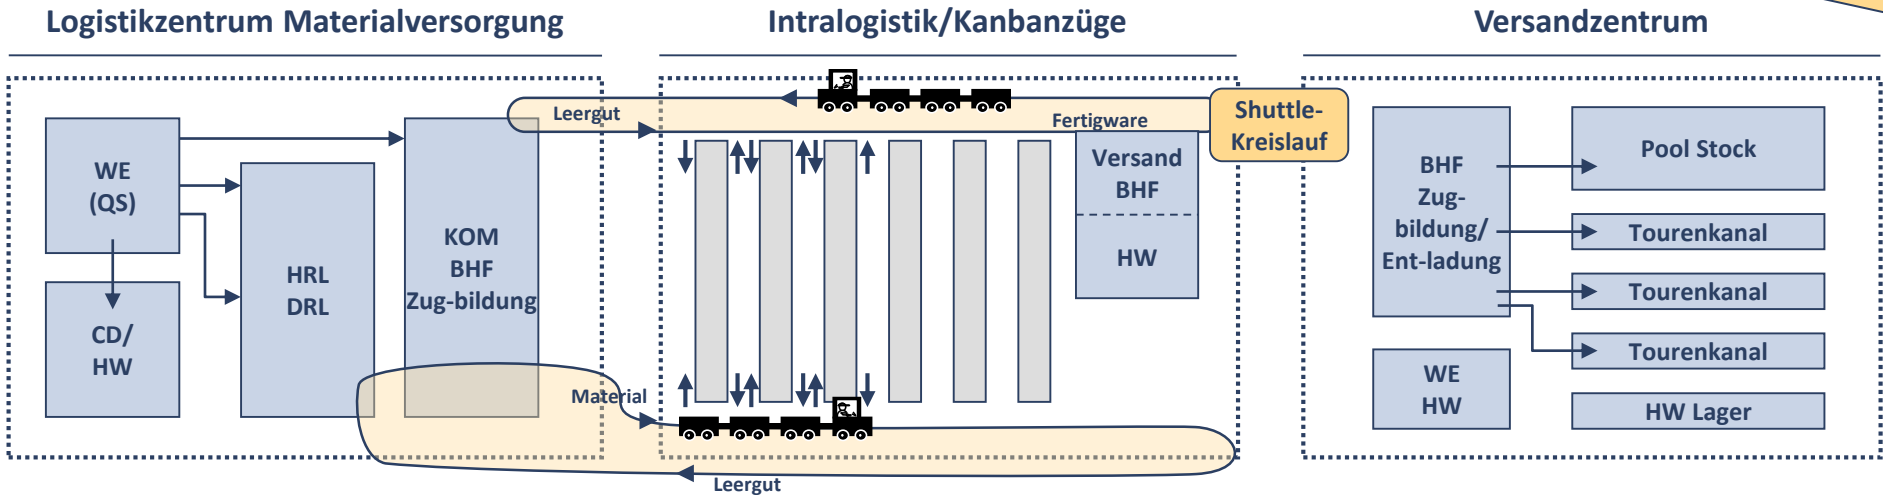 Logistikzentrum Materialversorgung
Intralogistik/Kanbanzüge
Versandzentrum
WE
(QS)
CD/
HW
HRL
DRL
KOM
BHF
Zug-bildung
Leergut
Fertigware
Shuttle-
Kreislauf
Versand
BHF
HW
Material
Leergut
BHF
Zug-
bildung/
Ent-ladung
WE
HW
Pool Stock
Tourenkanal
Tourenkanal
Tourenkanal
HW Lager